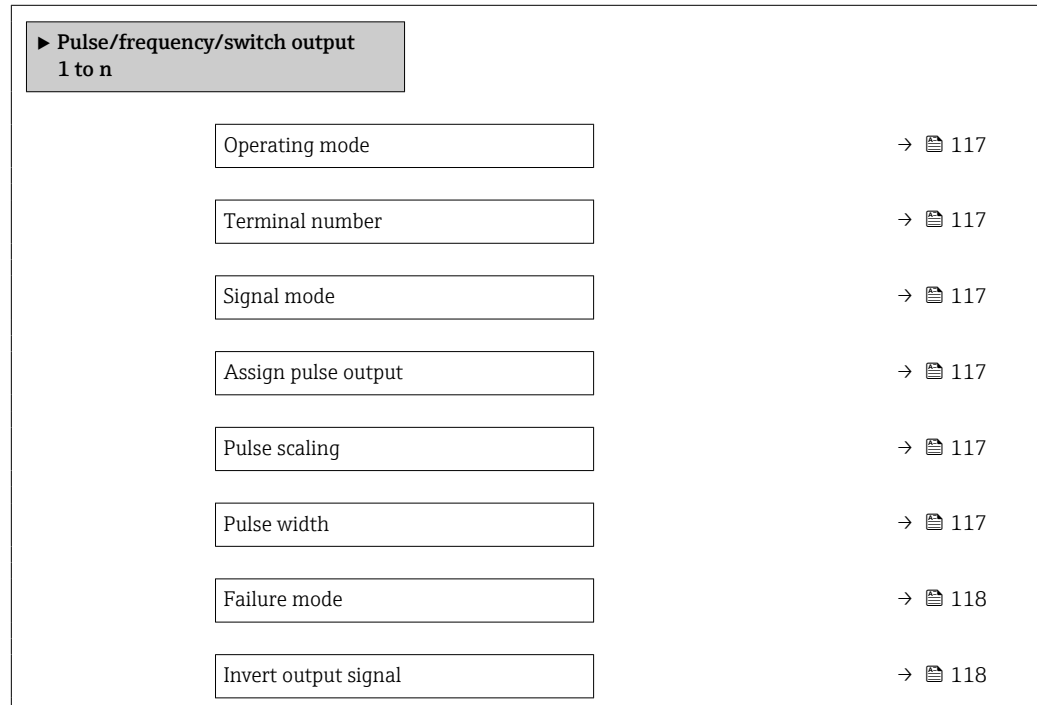 ▶ Pulse/frequency/switch output
1 to n
Operating mode → 117
Terminal number → 117
Signal mode → 117
Assign pulse output → 117
Pulse scaling → 117
Pulse width → 117
Failure mode → 118
Invert output signal → 118